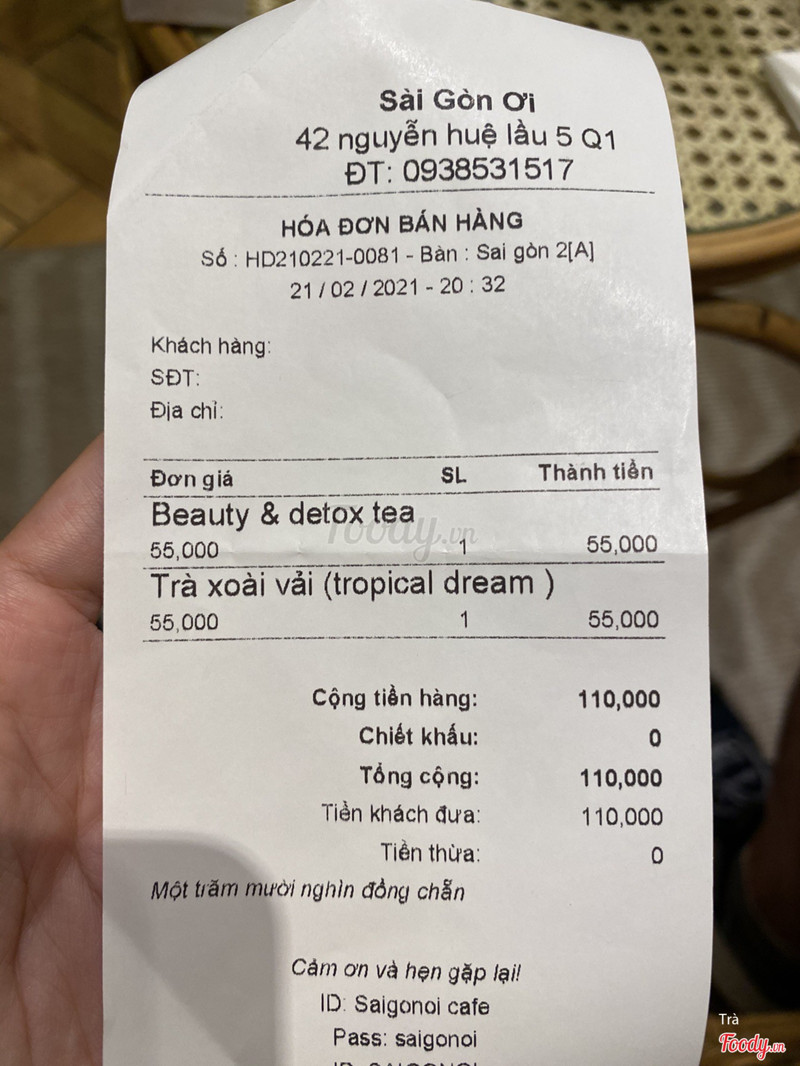 Sài Gòn Ơi
42 nguyễn huệ lầu 5 Q1
ĐT: 0938531517
HÓA ĐƠN BÁN HÀNG
Số : HD210221-0081 - Bàn : Sai gòn 2[A]
21 / 02 / 2021 - 20 : 32
Khách hàng:
SĐT:
Địa chỉ:
Đơn giá SL Thành tiền
Beauty & detox tea
55,000 1 55,000
Trà xoài vải (tropical dream )
55,000 1 55,000
Cộng tiền hàng: 110,000
Chiết khấu: 0
Tổng cộng: 110,000
Tiền khách đưa: 110,000
Tiền thừa: 0
Một trăm mười nghìn đồng chẵn
Cảm ơn và hẹn gặp lại!
ID: Saigonoi cafe
Pass: saigonoi
foody.vn
Trà
Foody.vn